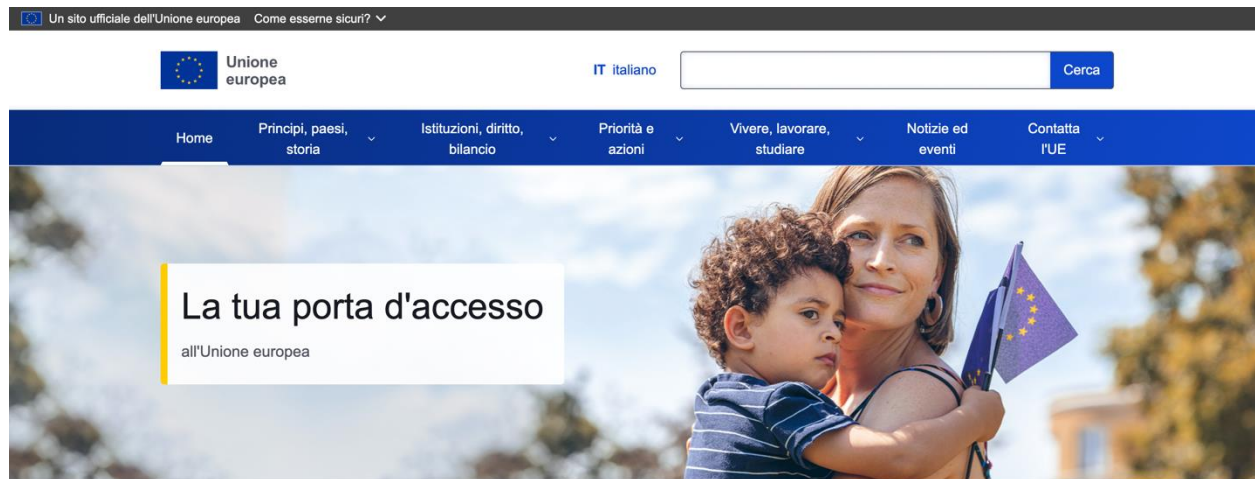 Un sito ufficiale dell'Unione europea Come esserne sicuri?
Unione
europea
IT italiano
Cerca
Home
Principi, paesi,
storia
Istituzioni, diritto,
bilancio
Priorità e
azioni
Vivere, lavorare,
studiare
Notizie ed
eventi
Contatta
l'UE
La tua porta d'accesso
all'Unione europea